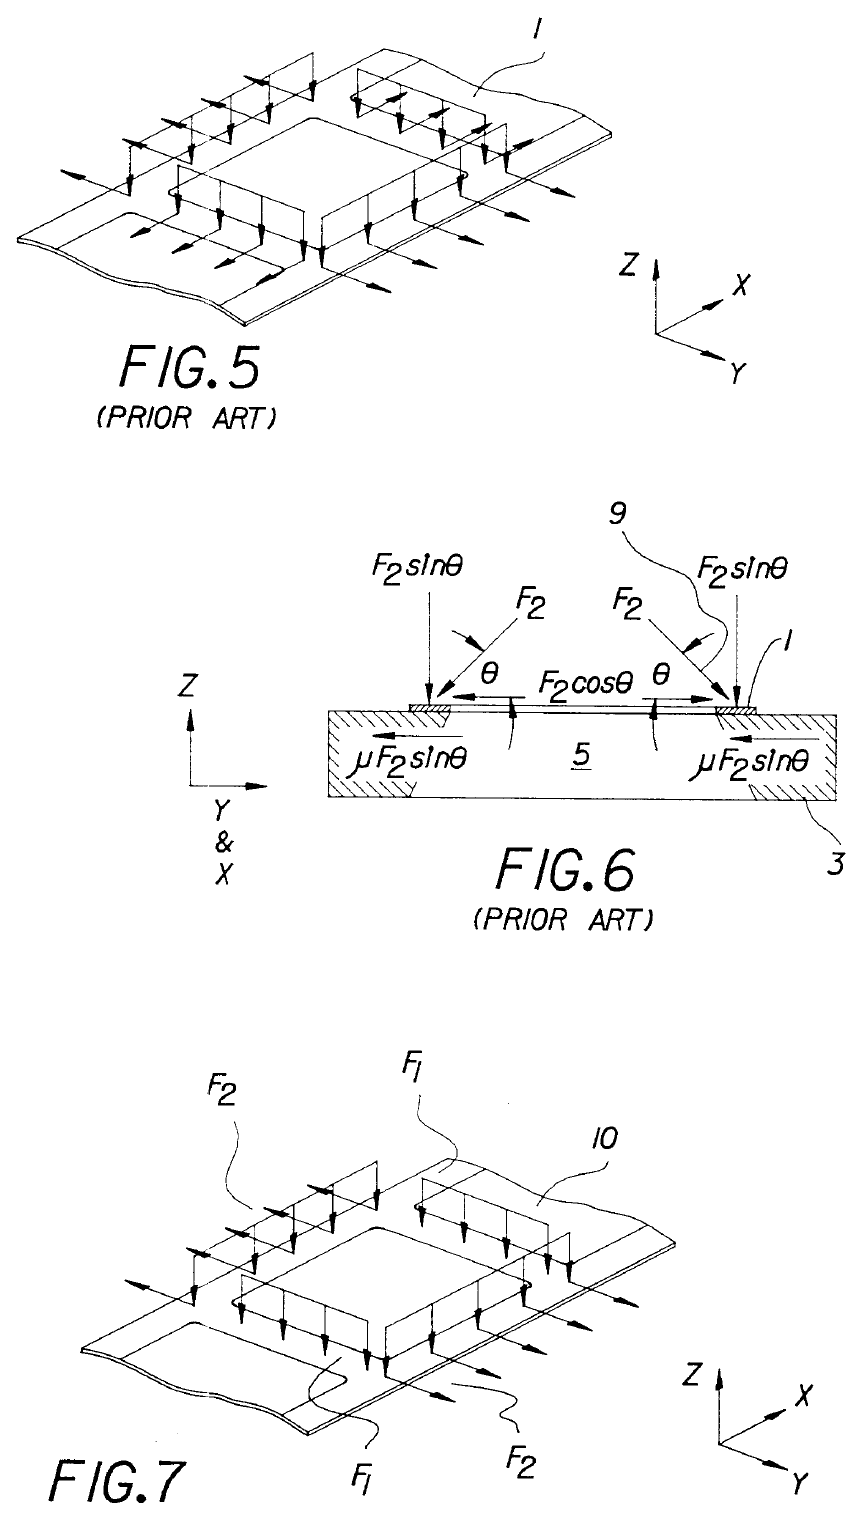 1
Z
X
Y
FIG.5
(PRIOR ART)
9
F2sinθ
F2
F2
F2sinθ
1
θ
F2cosθ
θ
Z
μF2sinθ
5
μF2sinθ
Y
&
X
3
FIG.6
(PRIOR ART)
F1
F2
10
Z
X
Y
F1
F2
FIG.7